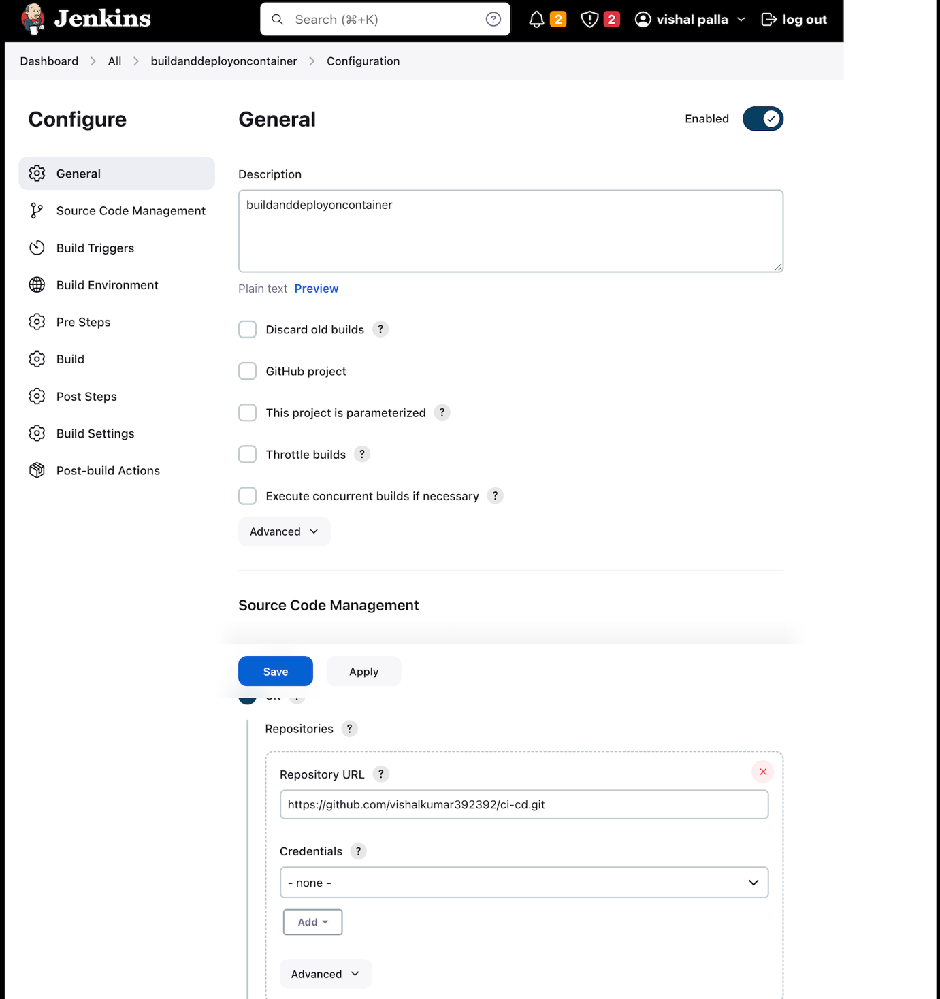 Jenkins
Search (⌘+K)
?
2
2
vishal palla
log out
Dashboard
All
buildanddeployoncontainer
Configuration
Configure
General
Enabled
General
Source Code Management
Build Triggers
Build Environment
Pre Steps
Build
Post Steps
Build Settings
Post-build Actions
Description
buildanddeployoncontainer
Plain text Preview
Discard old builds ?
GitHub project
This project is parameterized ?
Throttle builds ?
Execute concurrent builds if necessary ?
Advanced
Source Code Management
Save
Apply
Repositories ?
Repository URL ?
https://github.com/vishalkumar392392/ci-cd.git
Credentials ?
- none -
Add
Advanced